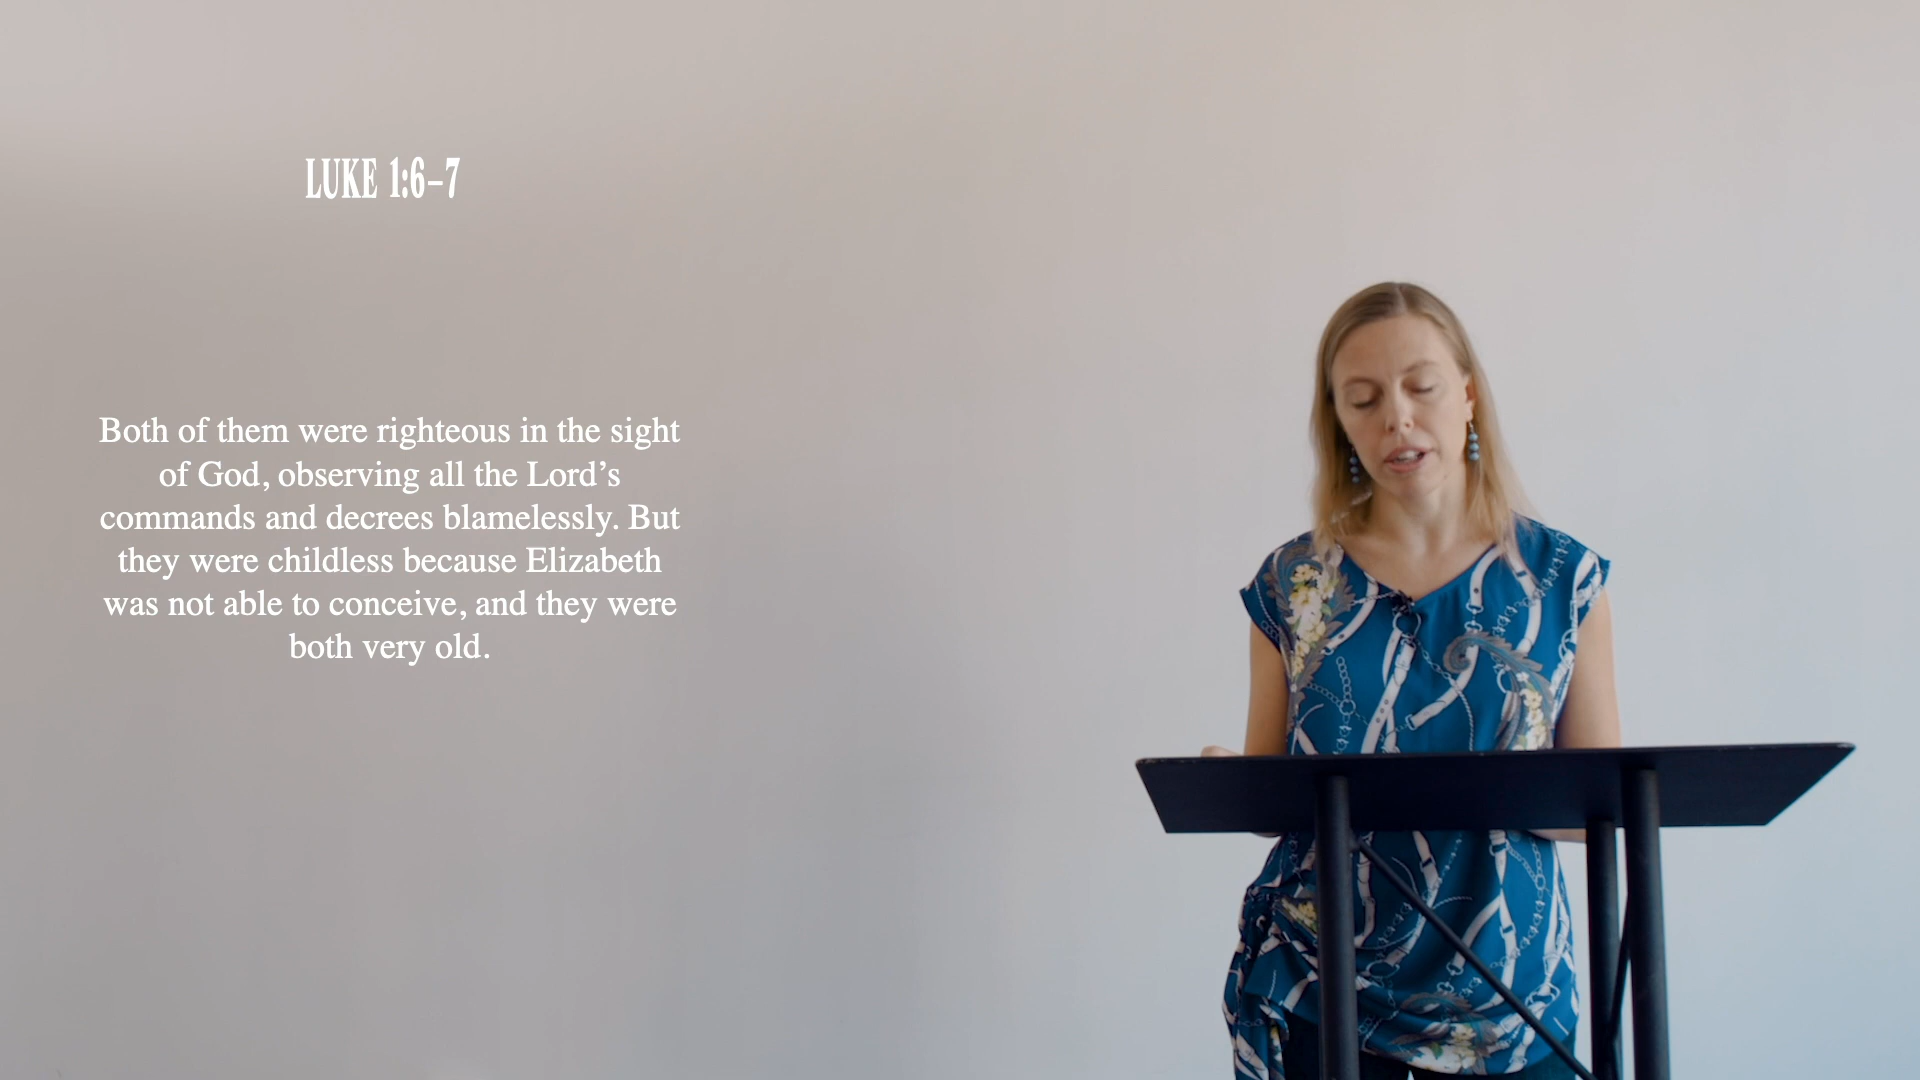 LUKE 1:6–7
Both of them were righteous in the sight
of God, observing all the Lord’s
commands and decrees blamelessly. But
they were childless because Elizabeth
was not able to conceive, and they were
both very old.